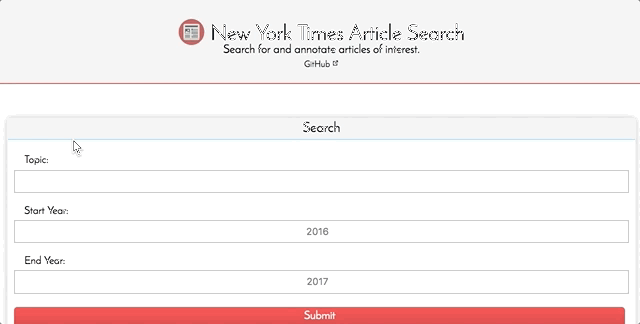 New York Times Article Search
Search for and annotate articles of interest.
GitHub
Search
Topic:
Start Year:
2016
End Year:
2017
Submit